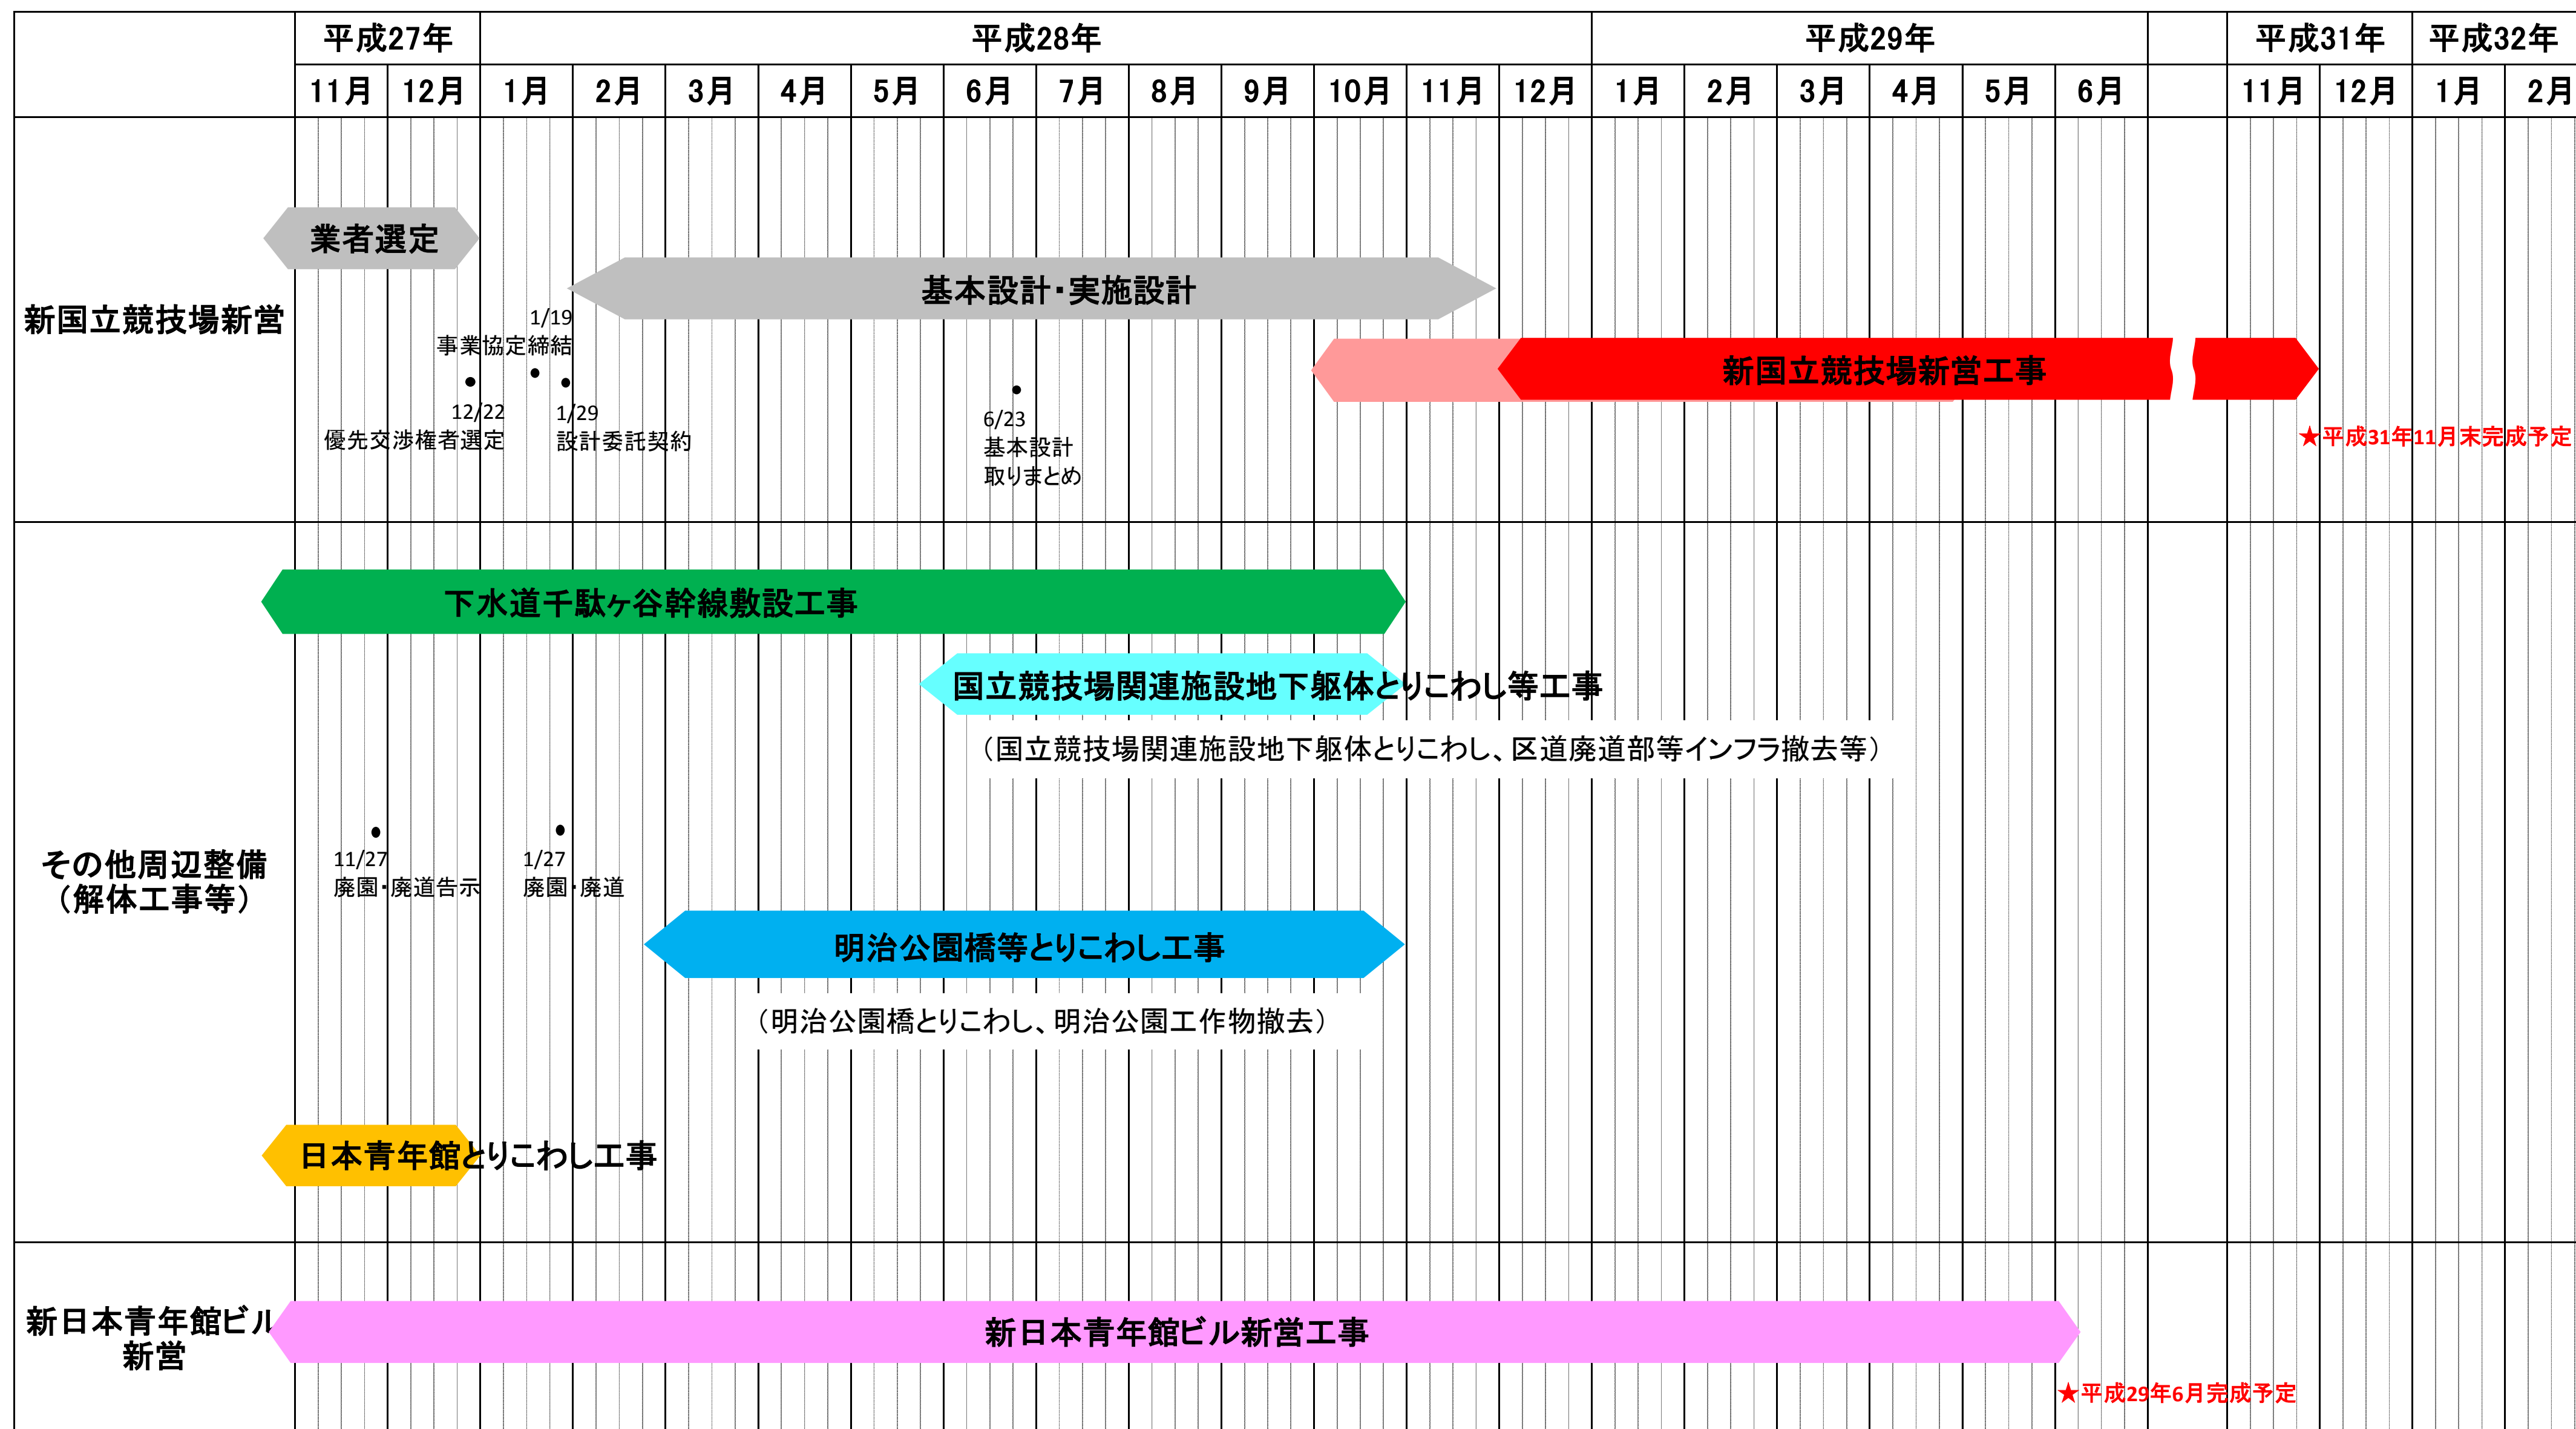 平成27年 平成28年 平成29年 平成31年 平成32年
11月 12月 1月 2月 3月 4月 5月 6月 7月 8月 9月 10月 11月 12月 1月 2月 3月 4月 5月 6月 11月 12月 1月 2月
新国立競技場新営
業者選定
基本設計・実施設計
1/19
事業協定締結
新国立競技場新営工事
12/22
優先交渉権者選定
1/29
設計委託契約
6/23
基本設計
取りまとめ
★平成31年11月末完成予定
その他周辺整備
（解体工事等）
下水道千駄ヶ谷幹線敷設工事
国立競技場関連施設地下躯体とりこわし等工事
（国立競技場関連施設地下躯体とりこわし、区道廃道部等インフラ撤去等）
11/27
廃園・廃道告示
1/27
廃園・廃道
明治公園橋等とりこわし工事
（明治公園橋とりこわし、明治公園工作物撤去）
日本青年館とりこわし工事
新日本青年館ビル
新営
新日本青年館ビル新営工事
★平成29年6月完成予定